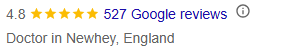 4.8 ★★★★★ 527 Google reviews ⓘ
Doctor in Newhey, England